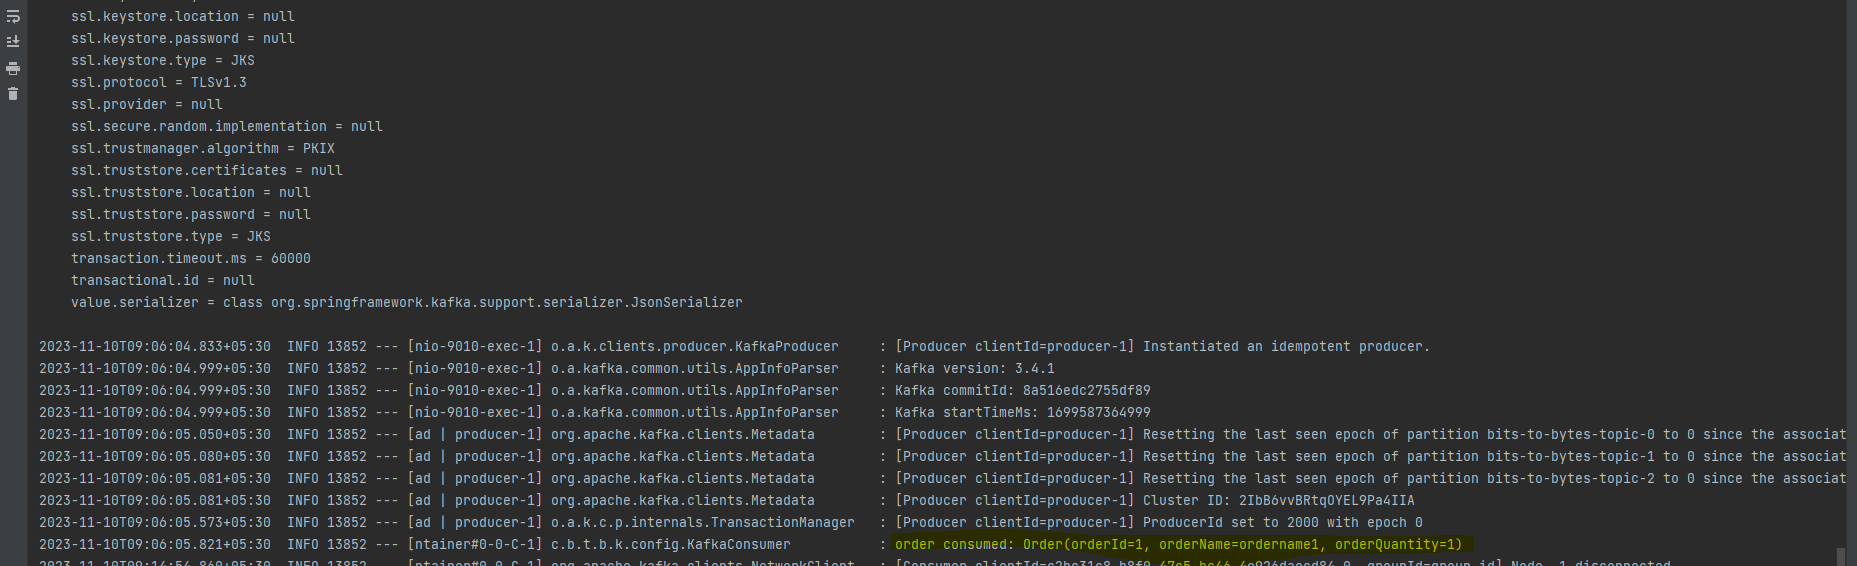 ssl.keystore.location = null
ssl.keystore.password = null
ssl.keystore.type = JKS
ssl.protocol = TLSv1.3
ssl.provider = null
ssl.secure.random.implementation = null
ssl.trustmanager.algorithm = PKIX
ssl.truststore.certificates = null
ssl.truststore.location = null
ssl.truststore.password = null
ssl.truststore.type = JKS
transaction.timeout.ms = 60000
transactional.id = null
value.serializer = class org.springframework.kafka.support.serializer.JsonSerializer
2023-11-10T09:06:04.833+05:30  INFO 13852 --- [nio-9010-exec-1] o.a.k.clients.producer.KafkaProducer     : [Producer clientId=producer-1] Instantiated an idempotent producer.
2023-11-10T09:06:04.999+05:30  INFO 13852 --- [nio-9010-exec-1] o.a.kafka.common.utils.AppInfoParser     : Kafka version: 3.4.1
2023-11-10T09:06:04.999+05:30  INFO 13852 --- [nio-9010-exec-1] o.a.kafka.common.utils.AppInfoParser     : Kafka commitId: 8a516edc2755df89
2023-11-10T09:06:04.999+05:30  INFO 13852 --- [nio-9010-exec-1] o.a.kafka.common.utils.AppInfoParser     : Kafka startTimeMs: 1699587364999
2023-11-10T09:06:05.050+05:30  INFO 13852 --- [ad | producer-1] org.apache.kafka.clients.Metadata        : [Producer clientId=producer-1] Resetting the last seen epoch of partition bits-to-bytes-topic-0 to 0 since the associat
2023-11-10T09:06:05.080+05:30  INFO 13852 --- [ad | producer-1] org.apache.kafka.clients.Metadata        : [Producer clientId=producer-1] Resetting the last seen epoch of partition bits-to-bytes-topic-1 to 0 since the associat
2023-11-10T09:06:05.081+05:30  INFO 13852 --- [ad | producer-1] org.apache.kafka.clients.Metadata        : [Producer clientId=producer-1] Resetting the last seen epoch of partition bits-to-bytes-topic-2 to 0 since the associat
2023-11-10T09:06:05.081+05:30  INFO 13852 --- [ad | producer-1] org.apache.kafka.clients.Metadata        : [Producer clientId=producer-1] Cluster ID: 2IbB6vvBRtqOYEL9Pa4IIA
2023-11-10T09:06:05.573+05:30  INFO 13852 --- [ad | producer-1] o.a.k.c.p.internals.TransactionManager   : [Producer clientId=producer-1] ProducerId set to 2000 with epoch 0
2023-11-10T09:06:05.821+05:30  INFO 13852 --- [ntainer#0-0-C-1] c.b.t.b.k.config.KafkaConsumer           : order consumed: Order(orderId=1, orderName=ordername1, orderQuantity=1)
INFO 13852 --- [ntainer#0-0-C-1] org.apache.kafka.clients.NetworkClient   : [Consumer Node -1 disconnected